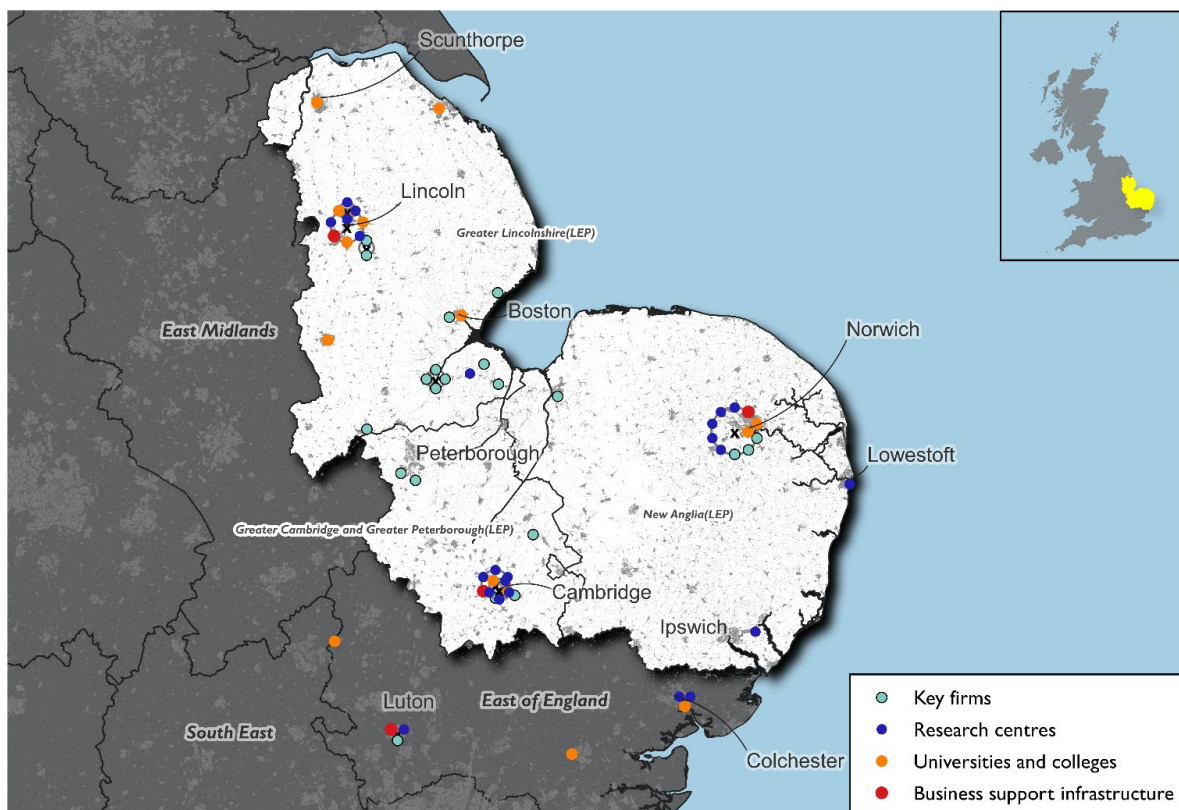 Scunthorpe
Lincoln
Greater Lincolnshire(LEP)
Boston
East Midlands
Norwich
Peterborough
Lowestoft
New Anglia(LEP)
Greater Cambridge and Greater Peterborough(LEP)
Cambridge
Ipswich
Luton
East of England
South East
Colchester
Key firms
Research centres
Universities and colleges
Business support infrastructure